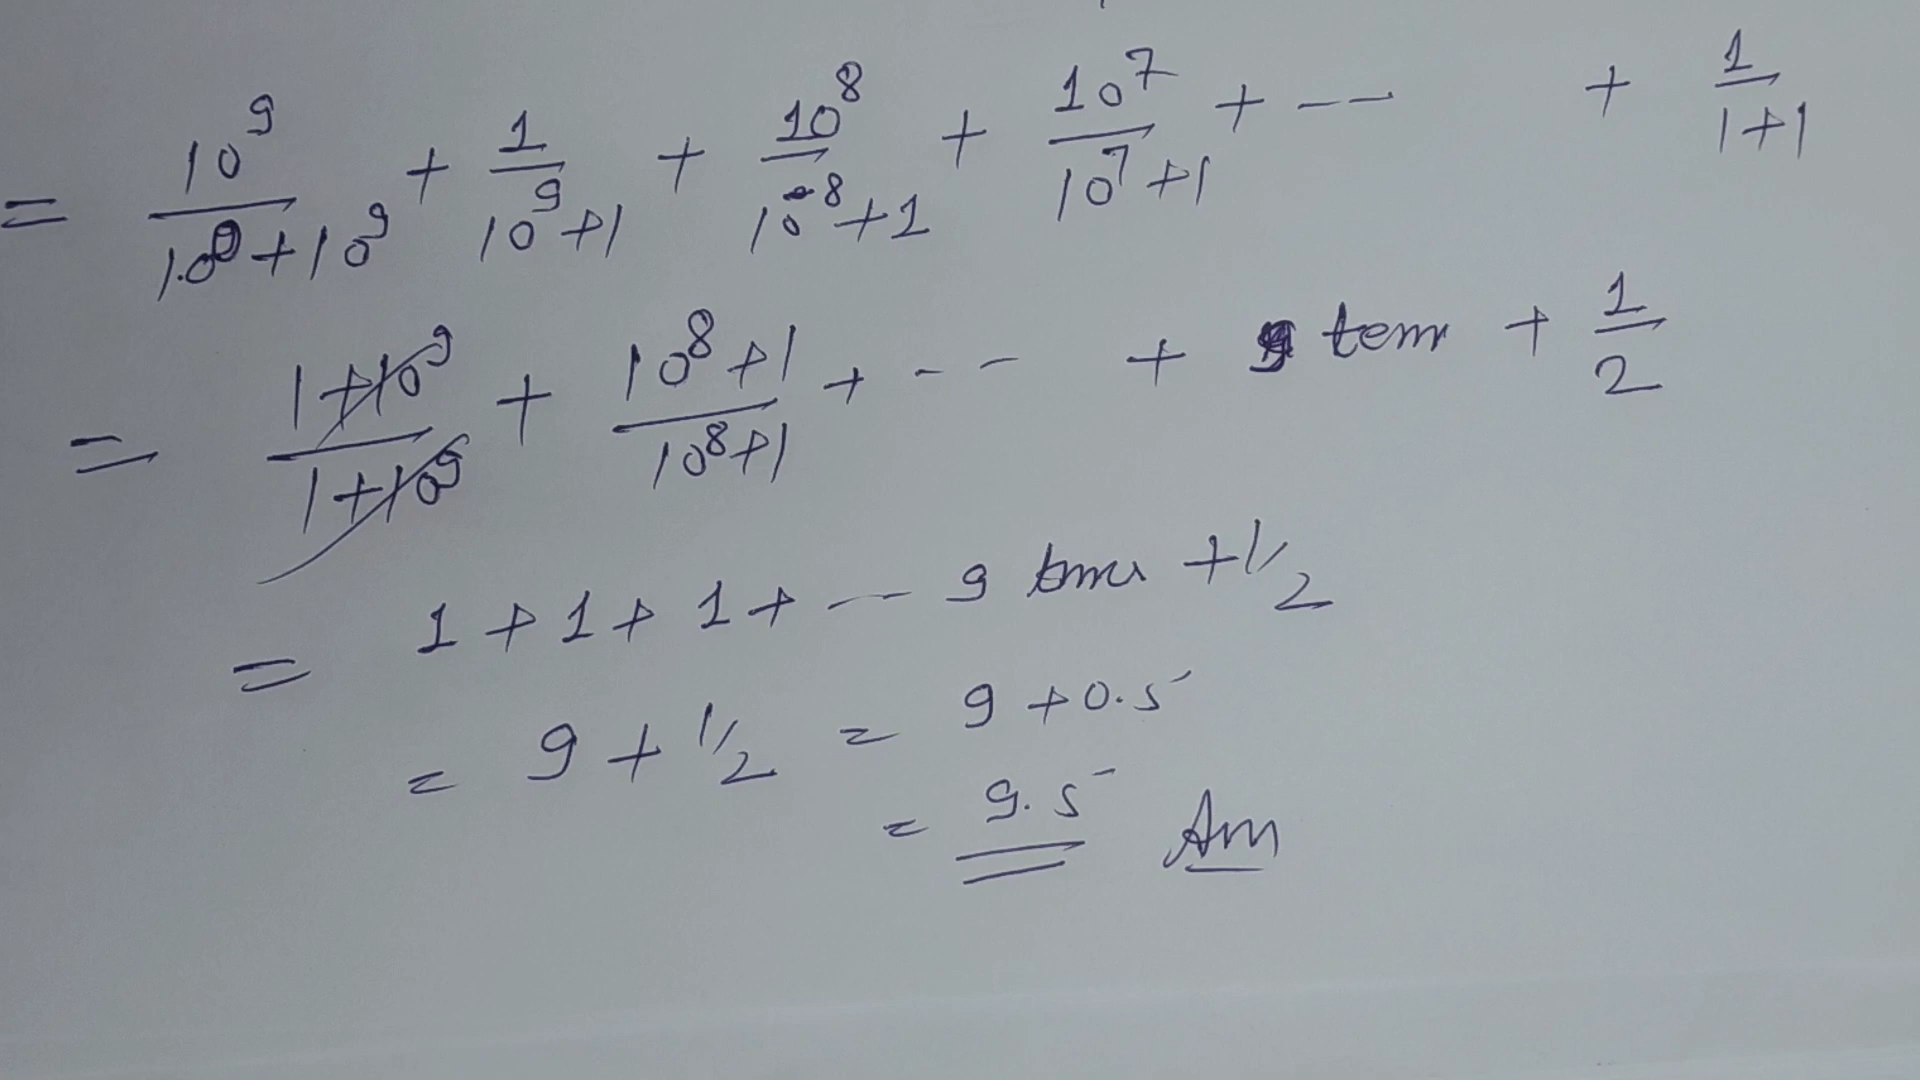 = 10⁹/(10⁰+10⁹) + 1/(10⁹+1) + 10⁸/(10⁸+1) + 10⁷/(10⁷+1) + --- + 1/(1+1)
= (1+10⁹)/(1+10⁹) + (10⁸+1)/(10⁸+1) + --- + 9 term + 1/2
= 1+1+1+--- 9 +1/2
= 9+1/2 = 9+0.5
= 9.5 Ans